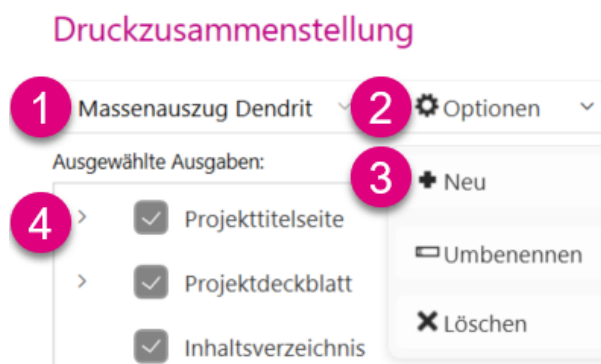 Druckzusammenstellung
1 Massenauszug Dendrit 2 Optionen
Ausgewählte Ausgaben:
3 Neu
4 Projekttitelseite
Umbenennen
Projektdeckblatt
Löschen
Inhaltsverzeichnis